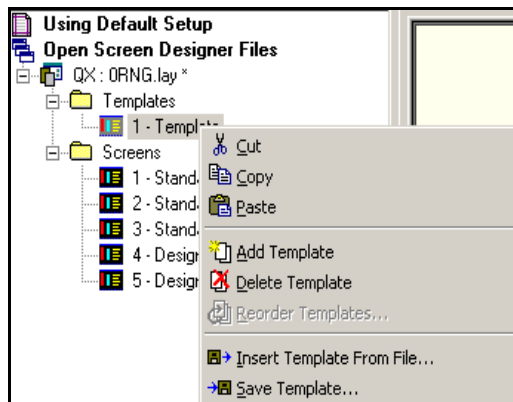 Using Default Setup
Open Screen Designer Files
QX : 0RNG.lay *
Templates
1 - Template
Screens
1 - Stand
2 - Stand
3 - Stand
4 - Design
5 - Design
Cut
Copy
Paste
Add Template
Delete Template
Reorder Templates...
Insert Template From File...
Save Template...